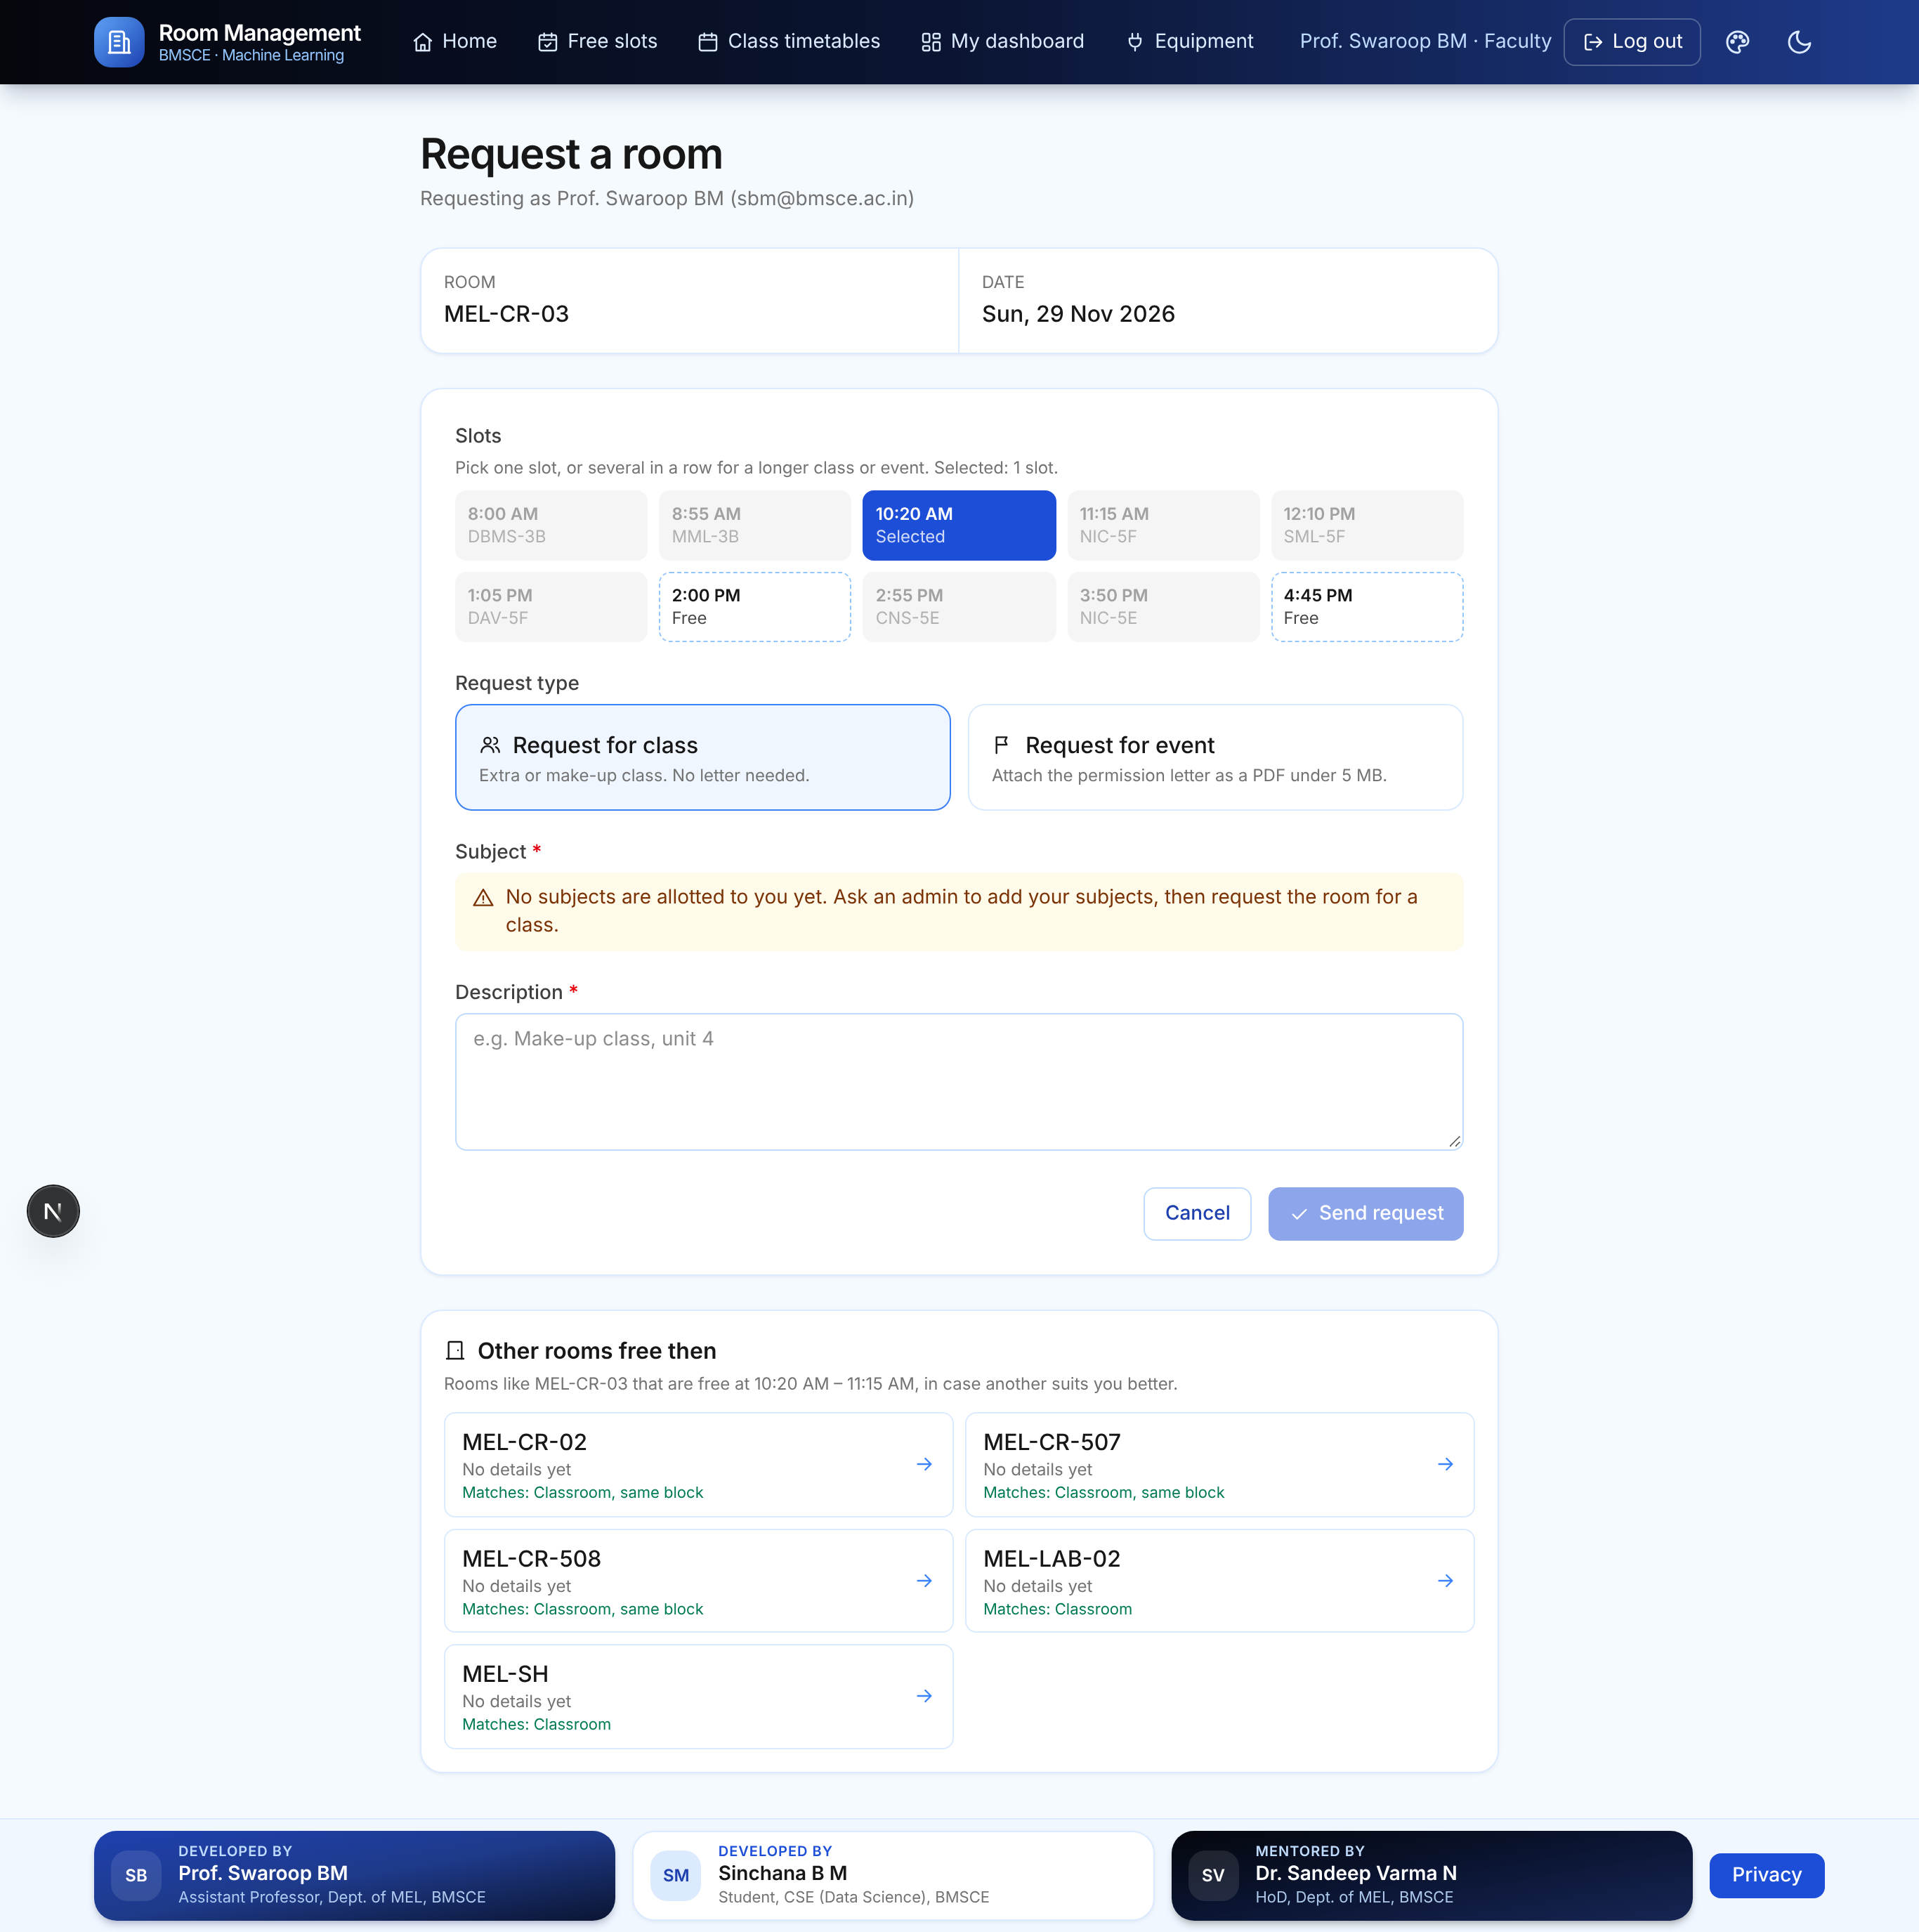 Room Management
BMSCE · Machine Learning
Home
Free slots
Class timetables
My dashboard
Equipment
Prof. Swaroop BM · Faculty
Log out
Request a room
Requesting as Prof. Swaroop BM (sbm@bmsce.ac.in)
ROOM
MEL-CR-03
DATE
Sun, 29 Nov 2026
Slots
Pick one slot, or several in a row for a longer class or event. Selected: 1 slot.
8:00 AM
DBMS-3B
8:55 AM
MML-3B
10:20 AM
Selected
11:15 AM
NIC-5F
12:10 PM
SML-5F
1:05 PM
DAV-5F
2:00 PM
Free
2:55 PM
CNS-5E
3:50 PM
NIC-5E
4:45 PM
Free
Request type
Request for class
Extra or make-up class. No letter needed.
Request for event
Attach the permission letter as a PDF under 5 MB.
Subject *
No subjects are allotted to you yet. Ask an admin to add your subjects, then request the room for a
class.
Description *
e.g. Make-up class, unit 4
Cancel
Send request
N
Other rooms free then
Rooms like MEL-CR-03 that are free at 10:20 AM – 11:15 AM, in case another suits you better.
MEL-CR-02
No details yet
Matches: Classroom, same block
MEL-CR-507
No details yet
Matches: Classroom, same block
MEL-CR-508
No details yet
Matches: Classroom, same block
MEL-LAB-02
No details yet
Matches: Classroom
MEL-SH
No details yet
Matches: Classroom
SB
DEVELOPED BY
Prof. Swaroop BM
Assistant Professor, Dept. of MEL, BMSCE
SM
DEVELOPED BY
Sinchana B M
Student, CSE (Data Science), BMSCE
SV
MENTORED BY
Dr. Sandeep Varma N
HoD, Dept. of MEL, BMSCE
Privacy